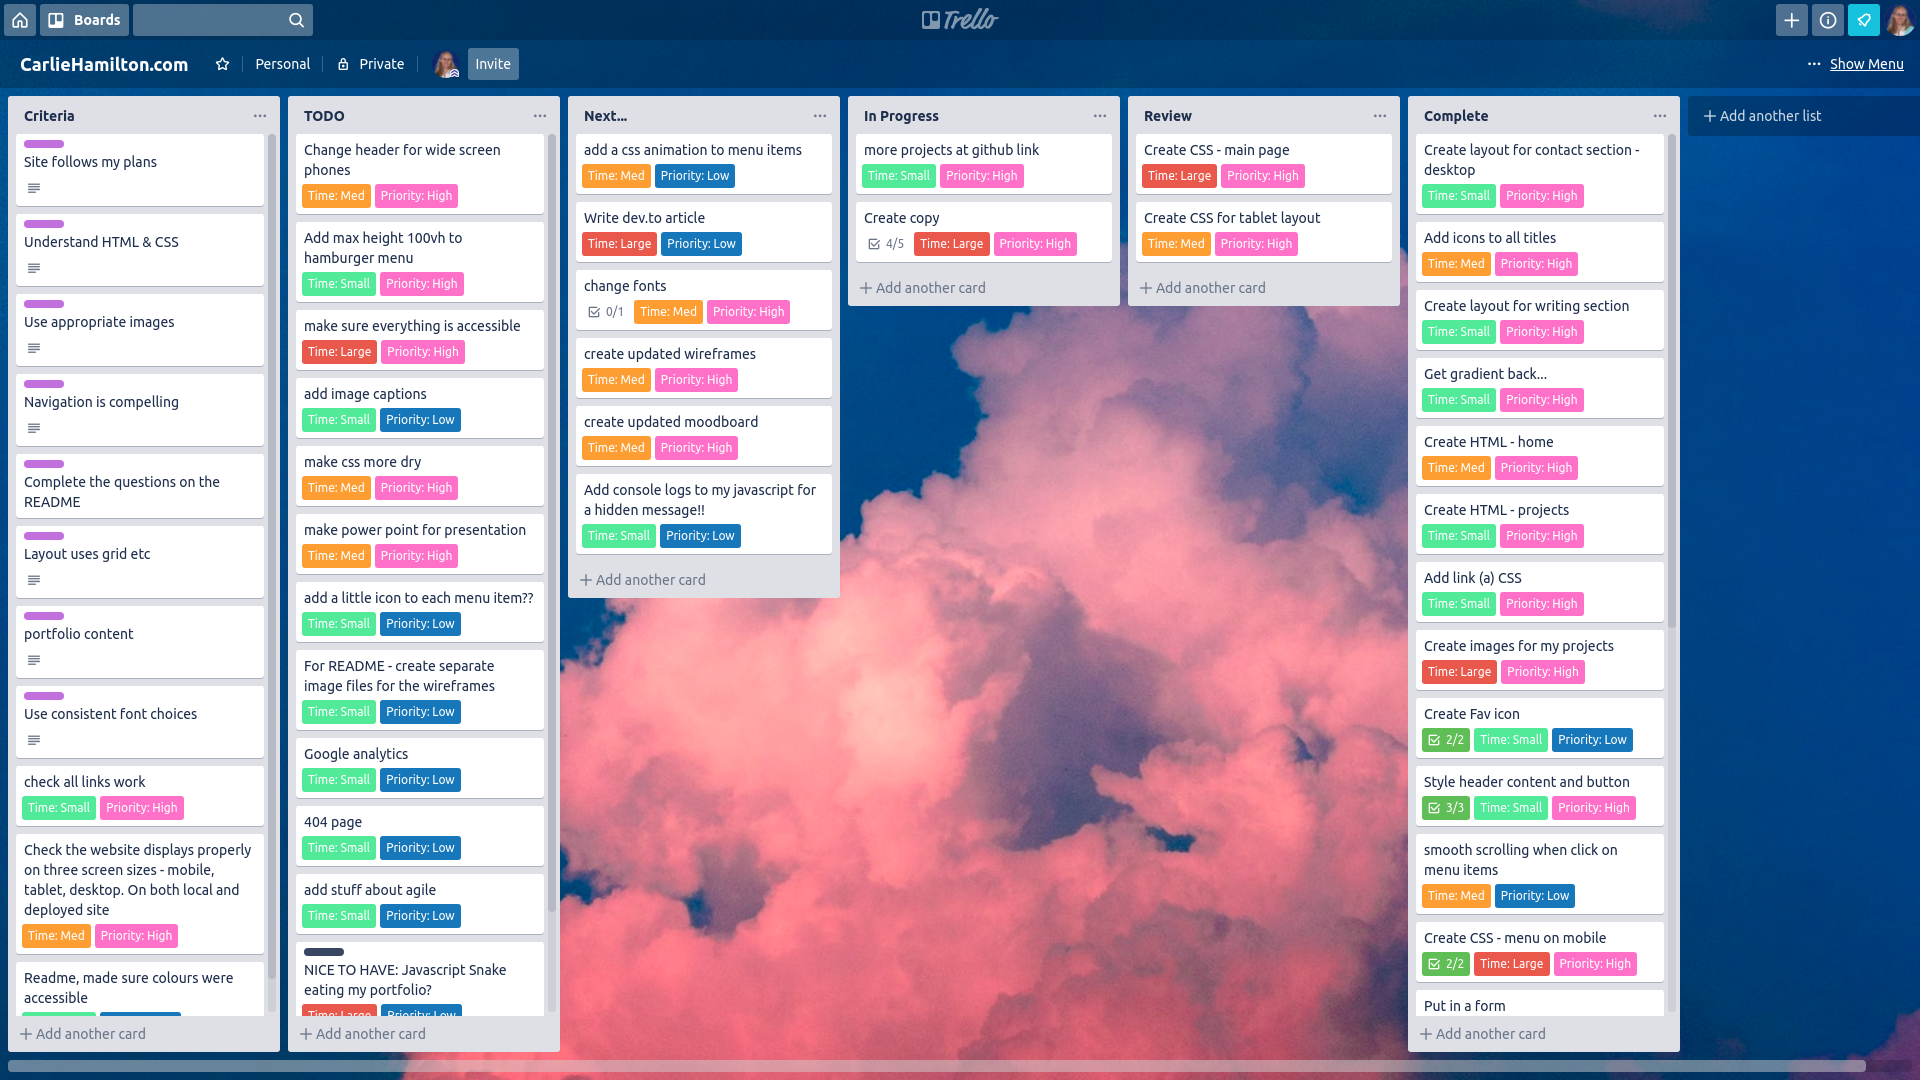 Boards
Trello
CarlieHamilton.com
Personal
Private
Invite
Show Menu
Criteria
Site follows my plans
Understand HTML & CSS
Use appropriate images
Navigation is compelling
Complete the questions on the
README
Layout uses grid etc
portfolio content
Use consistent font choices
check all links work
Time: Small Priority: High
Check the website displays properly
on three screen sizes - mobile,
tablet, desktop. On both local and
deployed site
Time: Med Priority: High
Readme, made sure colours were
accessible
Add another card
TODO
Change header for wide screen
phones
Time: Med Priority: High
Add max height 100vh to
hamburger menu
Time: Small Priority: High
make sure everything is accessible
Time: Large Priority: High
add image captions
Time: Small Priority: Low
make css more dry
Time: Med Priority: High
make power point for presentation
Time: Med Priority: High
add a little icon to each menu item??
Time: Small Priority: Low
For README - create separate
image files for the wireframes
Time: Small Priority: Low
Google analytics
Time: Small Priority: Low
404 page
Time: Small Priority: Low
add stuff about agile
Time: Small Priority: Low
NICE TO HAVE: Javascript Snake
eating my portfolio?
Time: Large Priority: Low
Add another card
Next...
add a css animation to menu items
Time: Med Priority: Low
Write dev.to article
Time: Large Priority: Low
change fonts
0/1 Time: Med Priority: High
create updated wireframes
Time: Med Priority: High
create updated moodboard
Time: Med Priority: High
Add console logs to my javascript for
a hidden message!!
Time: Small Priority: Low
Add another card
In Progress
more projects at github link
Time: Small Priority: High
Create copy
4/5 Time: Large Priority: High
Add another card
Review
Create CSS - main page
Time: Large Priority: High
Create CSS for tablet layout
Time: Med Priority: High
Add another card
Complete
Create layout for contact section -
desktop
Time: Small Priority: High
Add icons to all titles
Time: Med Priority: High
Create layout for writing section
Time: Small Priority: High
Get gradient back...
Time: Small Priority: High
Create HTML - home
Time: Med Priority: High
Create HTML - projects
Time: Small Priority: High
Add link (a) CSS
Time: Small Priority: High
Create images for my projects
Time: Large Priority: High
Create Fav icon
2/2 Time: Small Priority: Low
Style header content and button
3/3 Time: Small Priority: High
smooth scrolling when click on
menu items
Time: Med Priority: Low
Create CSS - menu on mobile
2/2 Time: Large Priority: High
Put in a form
Add another card
Add another list